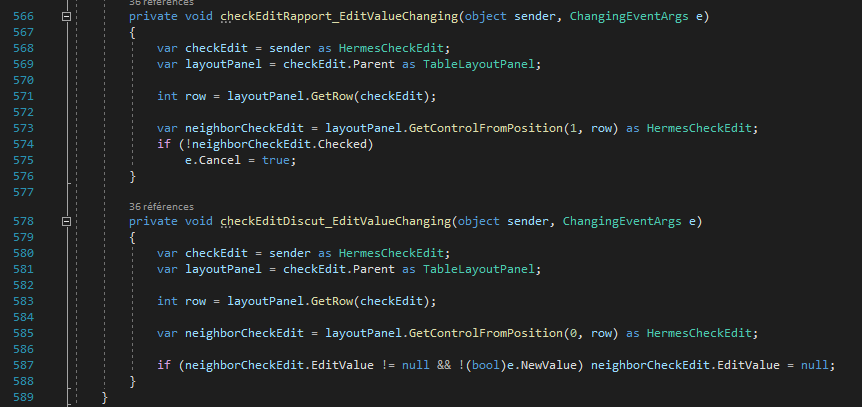 36 références
566 private void checkEditRapport_EditValueChanging(object sender, ChangingEventArgs e)
567 {
568 var checkEdit = sender as HermesCheckEdit;
569 var layoutPanel = checkEdit.Parent as TableLayoutPanel;
570
571 int row = layoutPanel.GetRow(checkEdit);
572
573 var neighborCheckEdit = layoutPanel.GetControlFromPosition(1, row) as HermesCheckEdit;
574 if (!neighborCheckEdit.Checked)
575 e.Cancel = true;
576 }
577
36 références
578 private void checkEditDiscut_EditValueChanging(object sender, ChangingEventArgs e)
579 {
580 var checkEdit = sender as HermesCheckEdit;
581 var layoutPanel = checkEdit.Parent as TableLayoutPanel;
582
583 int row = layoutPanel.GetRow(checkEdit);
584
585 var neighborCheckEdit = layoutPanel.GetControlFromPosition(0, row) as HermesCheckEdit;
586
587 if (neighborCheckEdit.EditValue != null && !(bool)e.NewValue) neighborCheckEdit.EditValue = null;
588 }
589 }